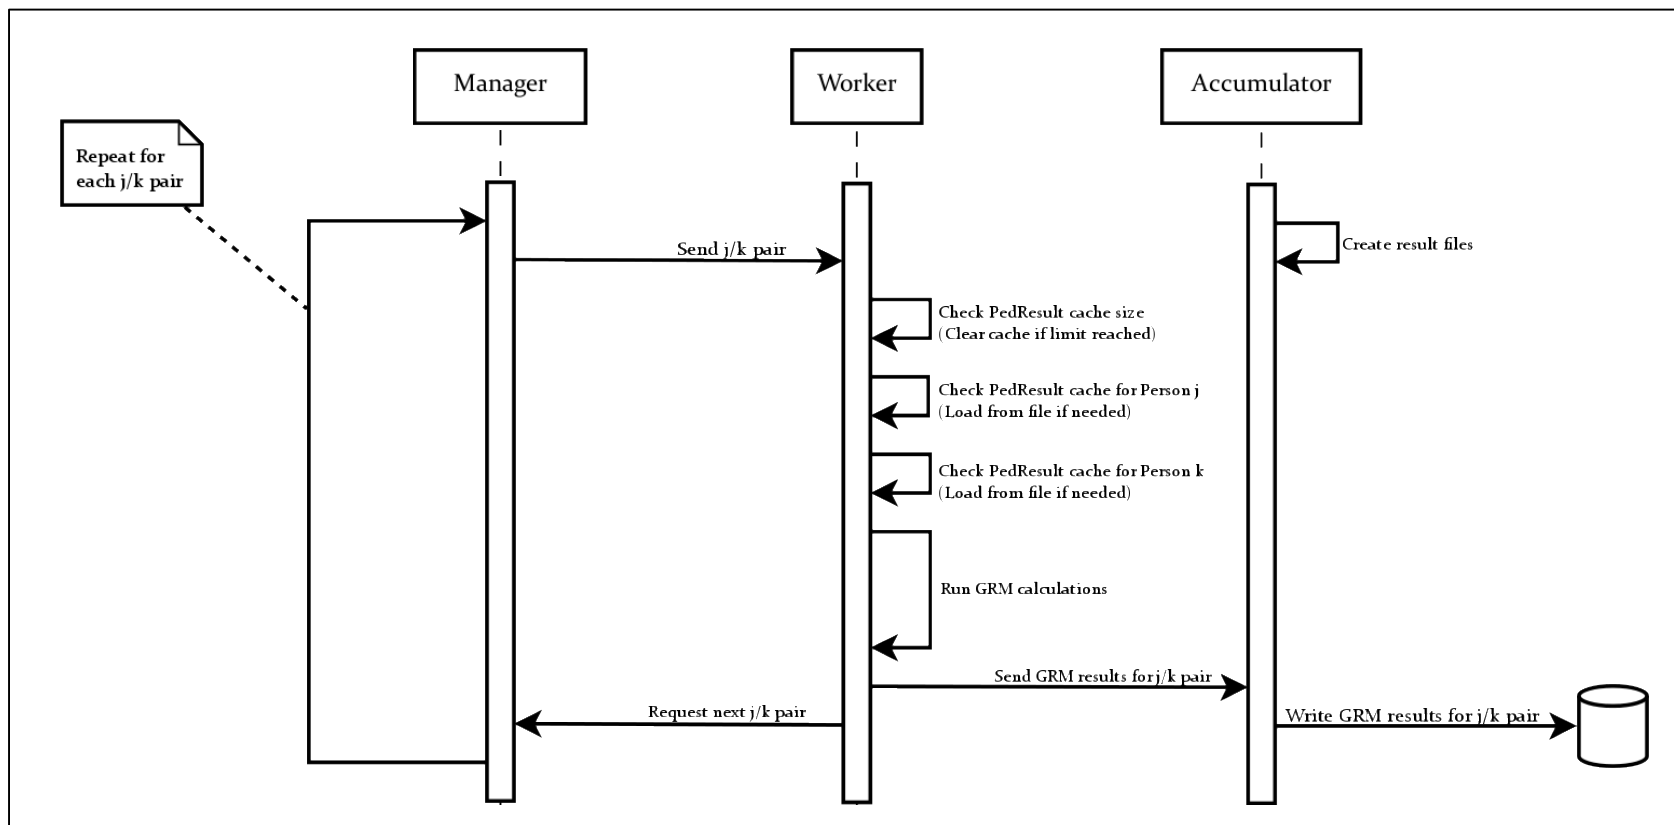 Manager
Worker
Accumulator
Repeat for
each j/k pair
Send j/k pair
Create result files
Check PedResult cache size
(Clear cache if limit reached)
Check PedResult cache for Person j
(Load from file if needed)
Check PedResult cache for Person k
(Load from file if needed)
Run GRM calculations
Send GRM results for j/k pair
Request next j/k pair
Write GRM results for j/k pair